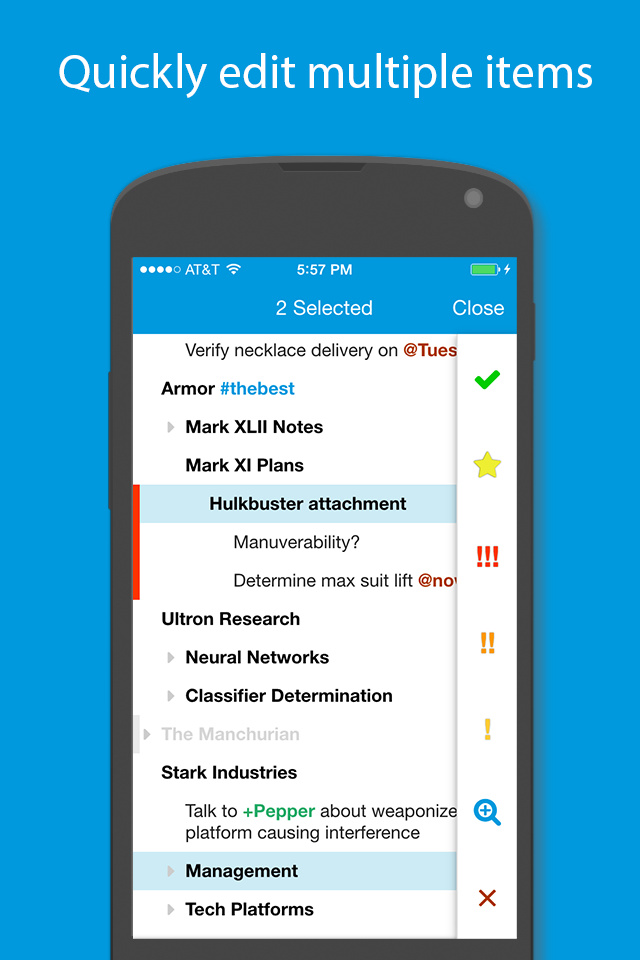 Quickly edit multiple items
AT&T 5:57 PM
2 Selected Close
Verify necklace delivery on @Tues
Armor #thebest
Mark XLII Notes
Mark XI Plans
Hulkbuster attachment
Manuverability?
Determine max suit lift @nov
!!!
Ultron Research
Neural Networks
!!
Classifier Determination
The Manchurian
!
Stark Industries
Talk to +Pepper about weaponize
platform causing interference
Management
Tech Platforms